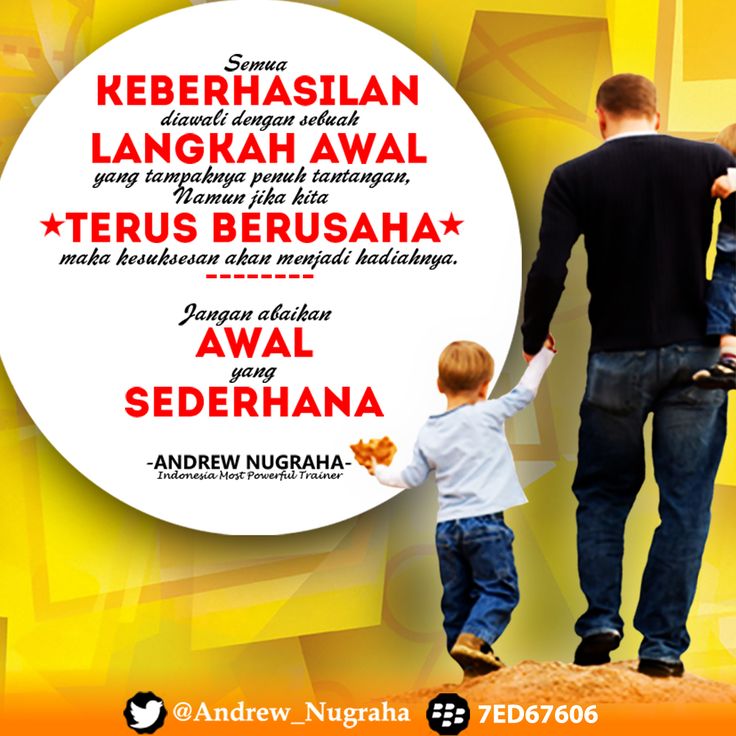 Semua
KEBERHASILAN
diawali dengan sebuah
LANGKAH AWAL
yang tampaknya penuh tantangan,
Namun jika kita
★TERUS BERUSAHA★
maka kesuksesan akan menjadi hadiahnya.
--------
Jangan abaikan
AWAL
yang
SEDERHANA
-ANDREW NUGRAHA-
Indonesia Most Powerful Trainer
@Andrew_Nugraha 7ED67606